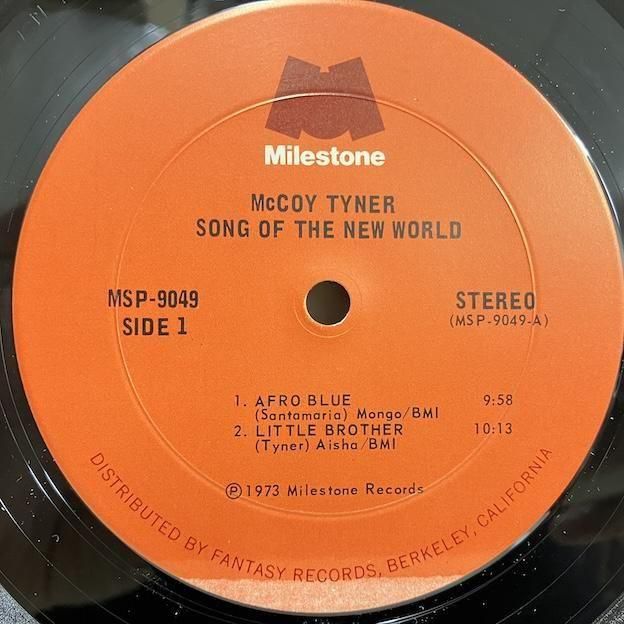 Milestone
McCOY TYNER
SONG OF THE NEW WORLD
MSP-9049
SIDE 1
STEREO
(MSP-9049-A)
1. AFRO BLUE 9:58
(Santamaria) Mongo/BMI
2. LITTLE BROTHER 10:13
(Tyner) Aisha/BMI
Ⓟ1973 Milestone Records
DISTRIBUTED BY FANTASY RECORDS, BERKELEY, CALIFORNIA